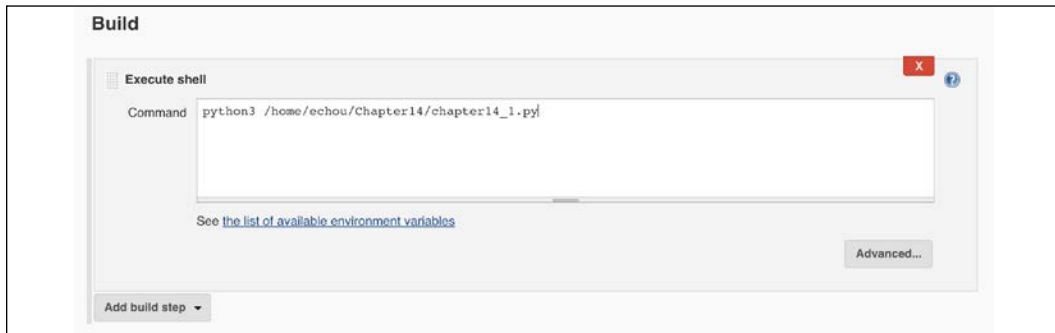 Build
X
Execute shell
Command
python3 /home/echou/Chapter14/chapter14_1.py
See the list of available environment variables
Advanced...
Add build step